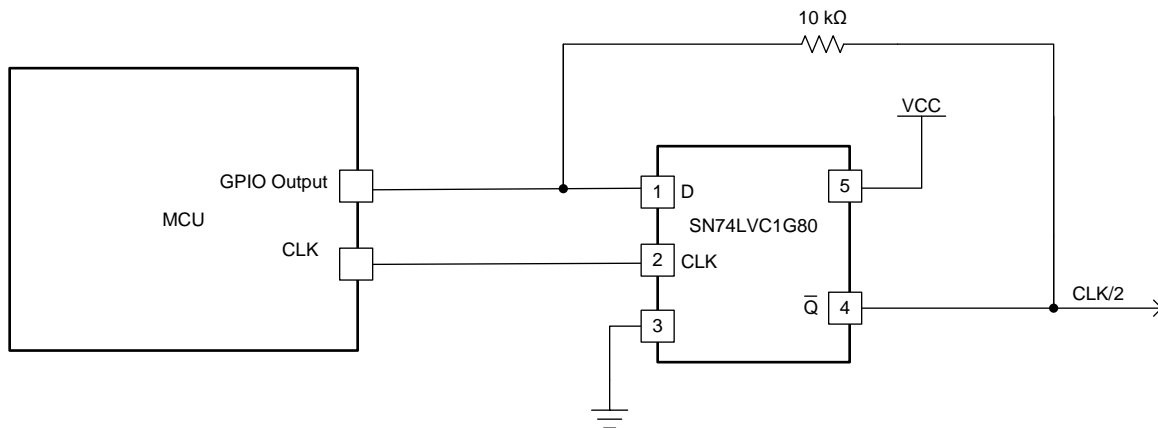 10 kΩ
VCC
GPIO Output
1
D
5
MCU
SN74LVC1G80
CLK
2
CLK
3
Q̅
4
CLK/2